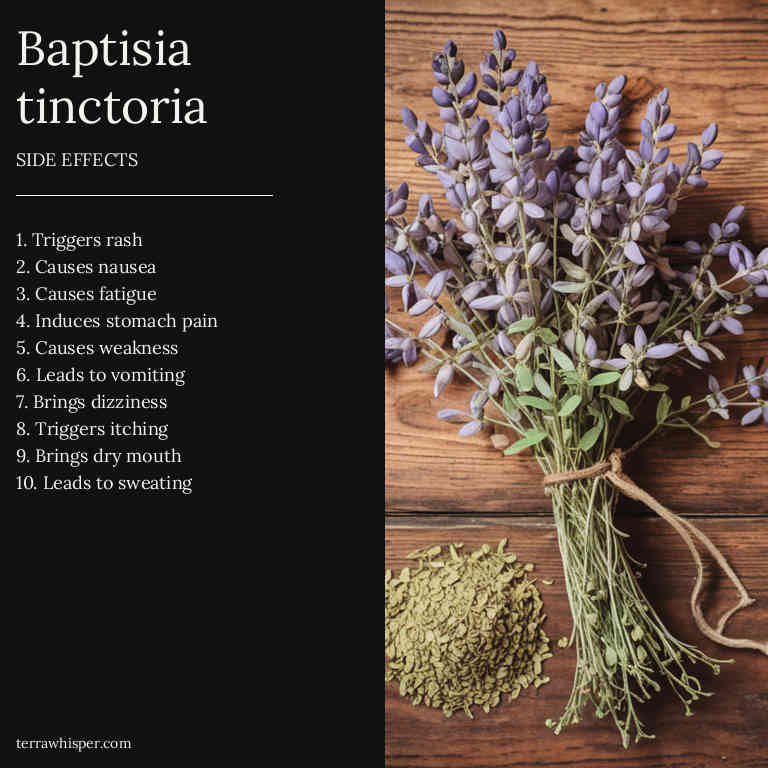 Baptisia
tinctoria
SIDE EFFECTS
1. Triggers rash
2. Causes nausea
3. Causes fatigue
4. Induces stomach pain
5. Causes weakness
6. Leads to vomiting
7. Brings dizziness
8. Triggers itching
9. Brings dry mouth
10. Leads to sweating
terrawhisper.com